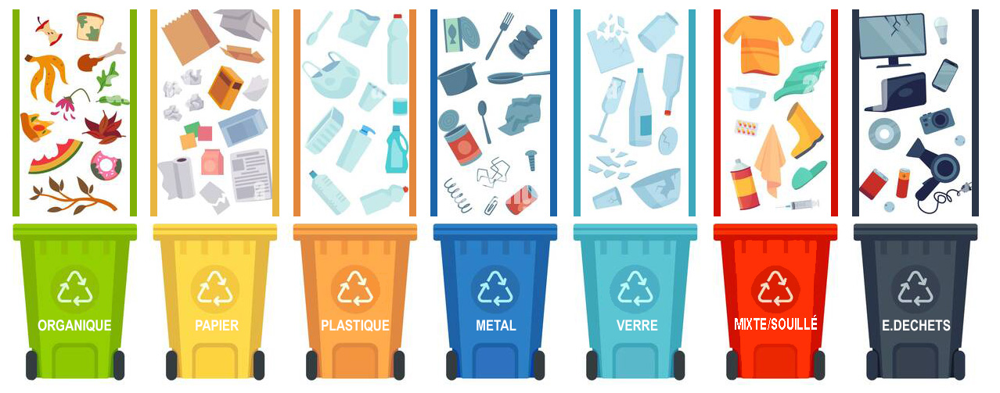 ORGANIQUE
PAPIER
PLASTIQUE
METAL
VERRE
MIXTE/SOUILLÉ
E.DECHETS